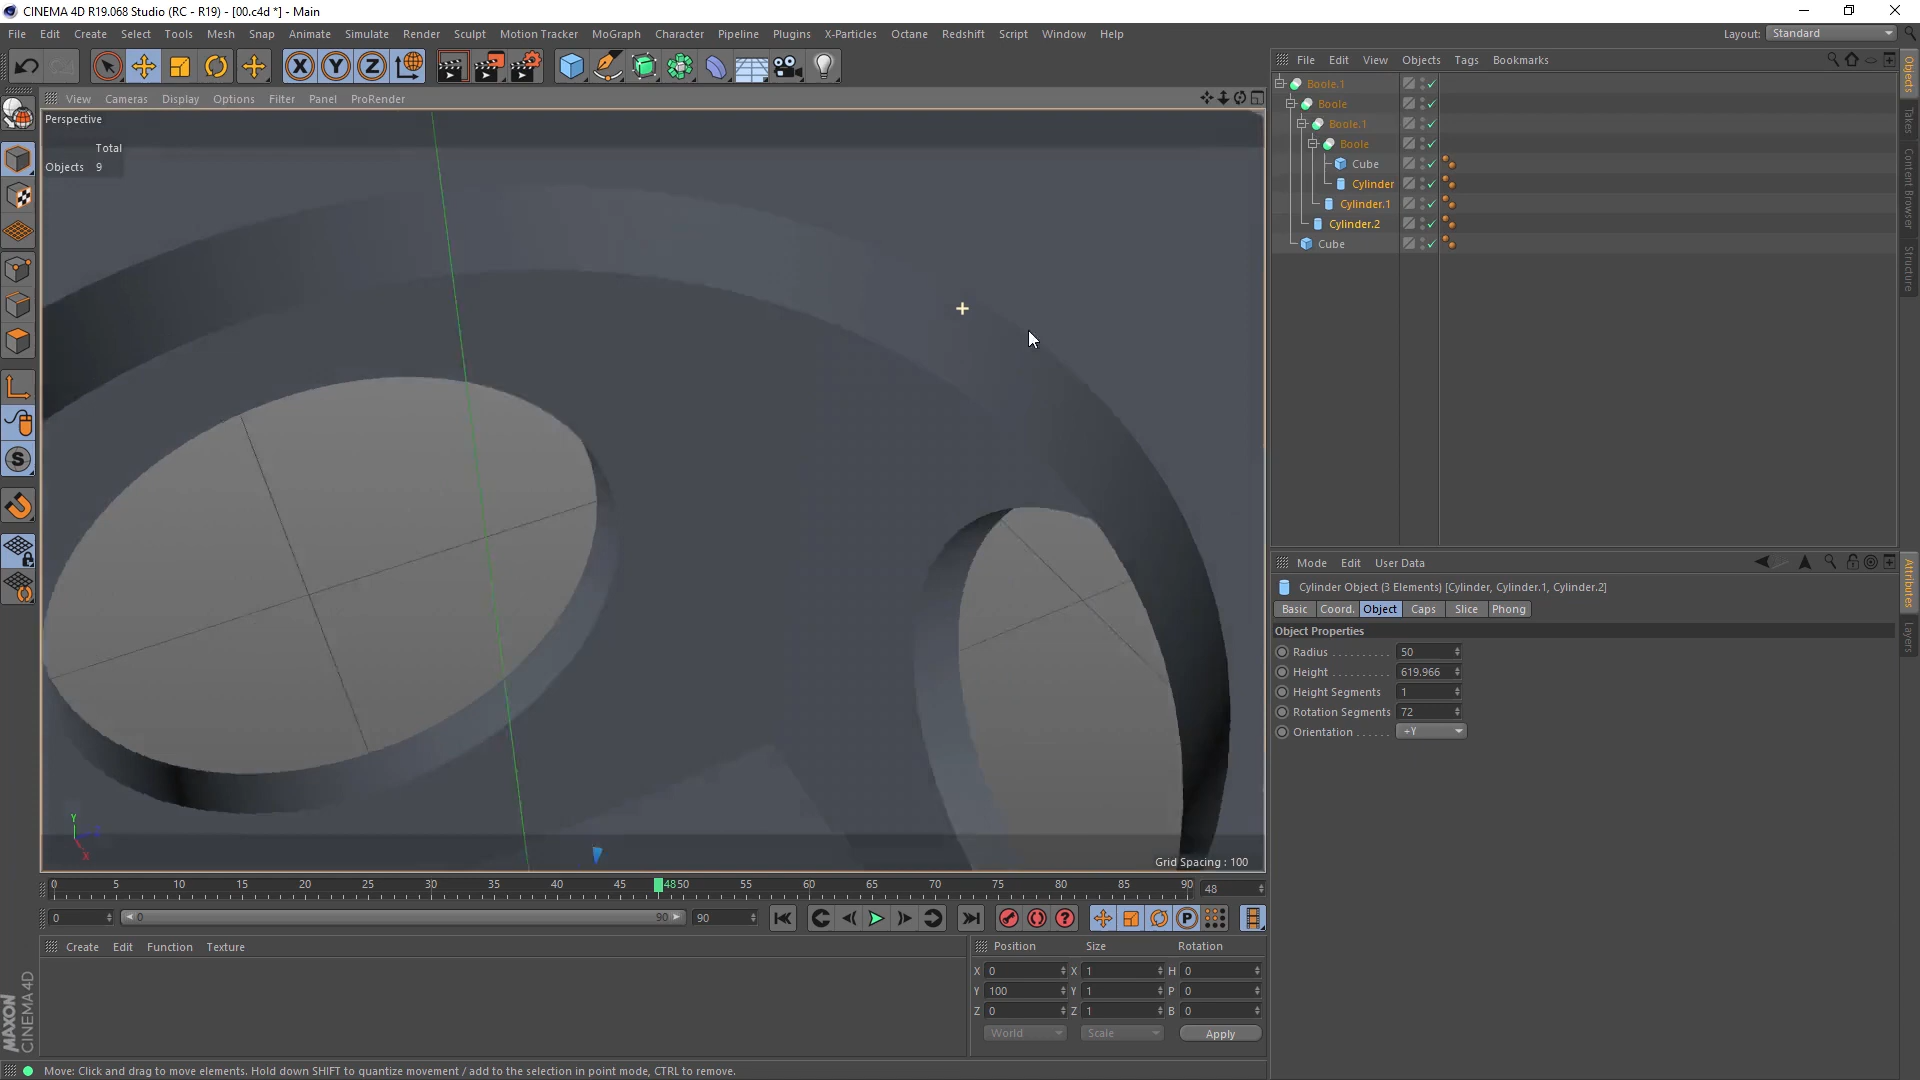 CINEMA 4D R19.068 Studio (RC - R19) - [00.c4d *] - Main
File Edit Create Select Tools Mesh Snap Animate Simulate Render Sculpt Motion Tracker MoGraph Character Pipeline Plugins X-Particles Octane Redshift Script Window Help
Layout: Standard
View Cameras Display Options Filter Panel ProRender
Perspective
Total
Objects 9
Grid Spacing : 100
Y
X
File Edit View Objects Tags Bookmarks
Boole.1
Boole
Boole.1
Boole
Cube
Cylinder
Cylinder.1
Cylinder.2
Cube
Objects
Takes
Content Browser
Structure
Mode Edit User Data
Cylinder Object (3 Elements) [Cylinder, Cylinder.1, Cylinder.2]
Basic Coord. Object Caps Slice Phong
Object Properties
Radius . . . . . . . . . . 50
Height . . . . . . . . . . 619.966
Height Segments 1
Rotation Segments 72
Orientation . . . . . . +Y
Attributes
Layers
0 5 10 15 20 25 30 35 40 45 48 50 55 60 65 70 75 80 85 90 48
0 0 90 90
Create Edit Function Texture
Position Size Rotation
X 0 X 1 H 0
Y 100 Y 1 P 0
Z 0 Z 1 B 0
World Scale Apply
MAXON
CINEMA 4D
Move: Click and drag to move elements. Hold down SHIFT to quantize movement / add to the selection in point mode, CTRL to remove.